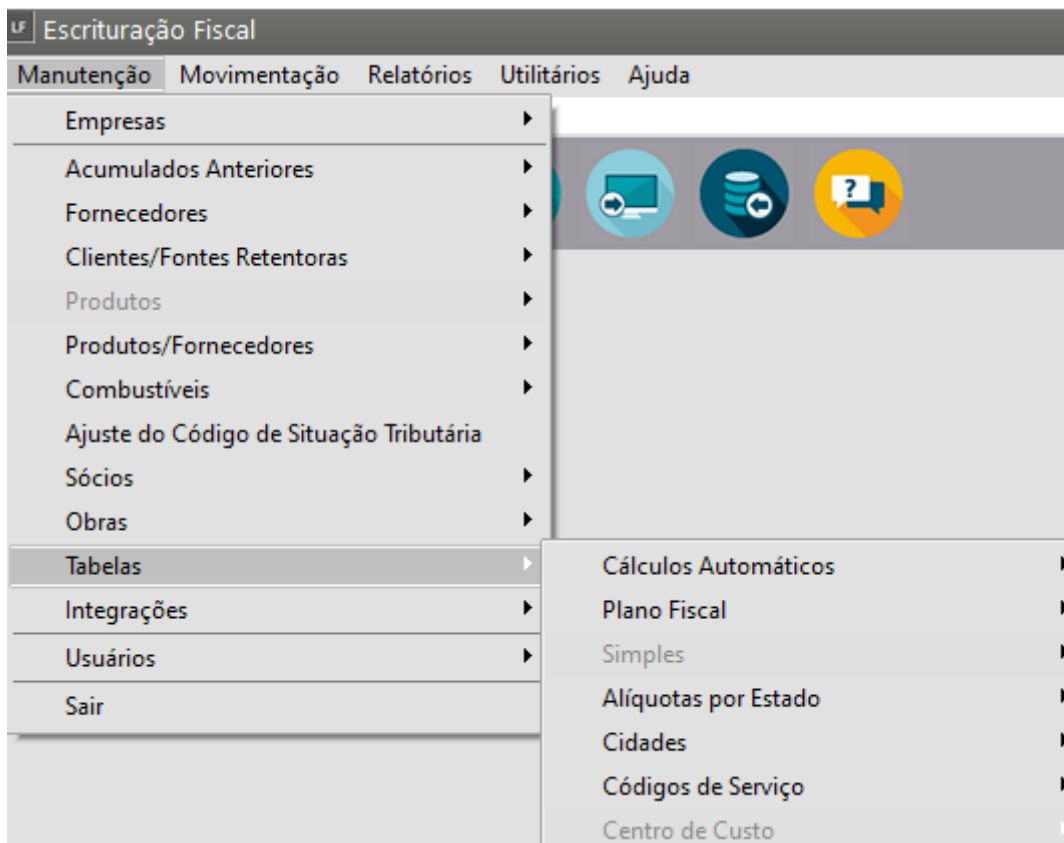 LF Escrituração Fiscal
Manutenção Movimentação Relatórios Utilitários Ajuda
Empresas
Acumulados Anteriores
Fornecedores
Clientes/Fontes Retentoras
Produtos
Produtos/Fornecedores
Combustíveis
Ajuste do Código de Situação Tributária
Sócios
Obras
Tabelas
Integrações
Usuários
Sair
Cálculos Automáticos
Plano Fiscal
Simples
Alíquotas por Estado
Cidades
Códigos de Serviço
Centro de Custo
?